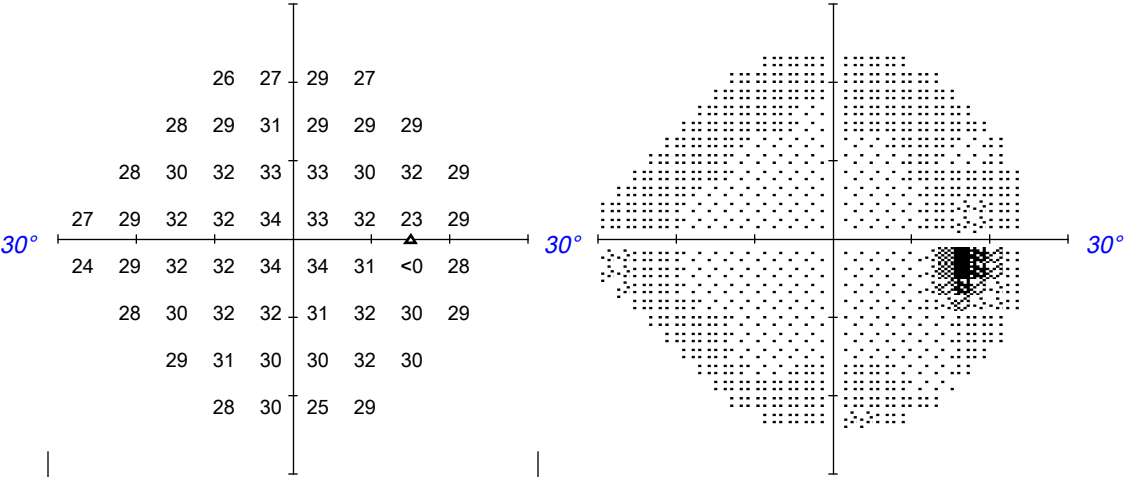 26 27 29 27
28 29 31 29 29 29
28 30 32 33 33 30 32 29
27 29 32 32 34 33 32 23 29
30° 30° 30°
24 29 32 32 34 34 31 <0 28
28 30 32 32 31 32 30 29
29 31 30 30 32 30
28 30 25 29